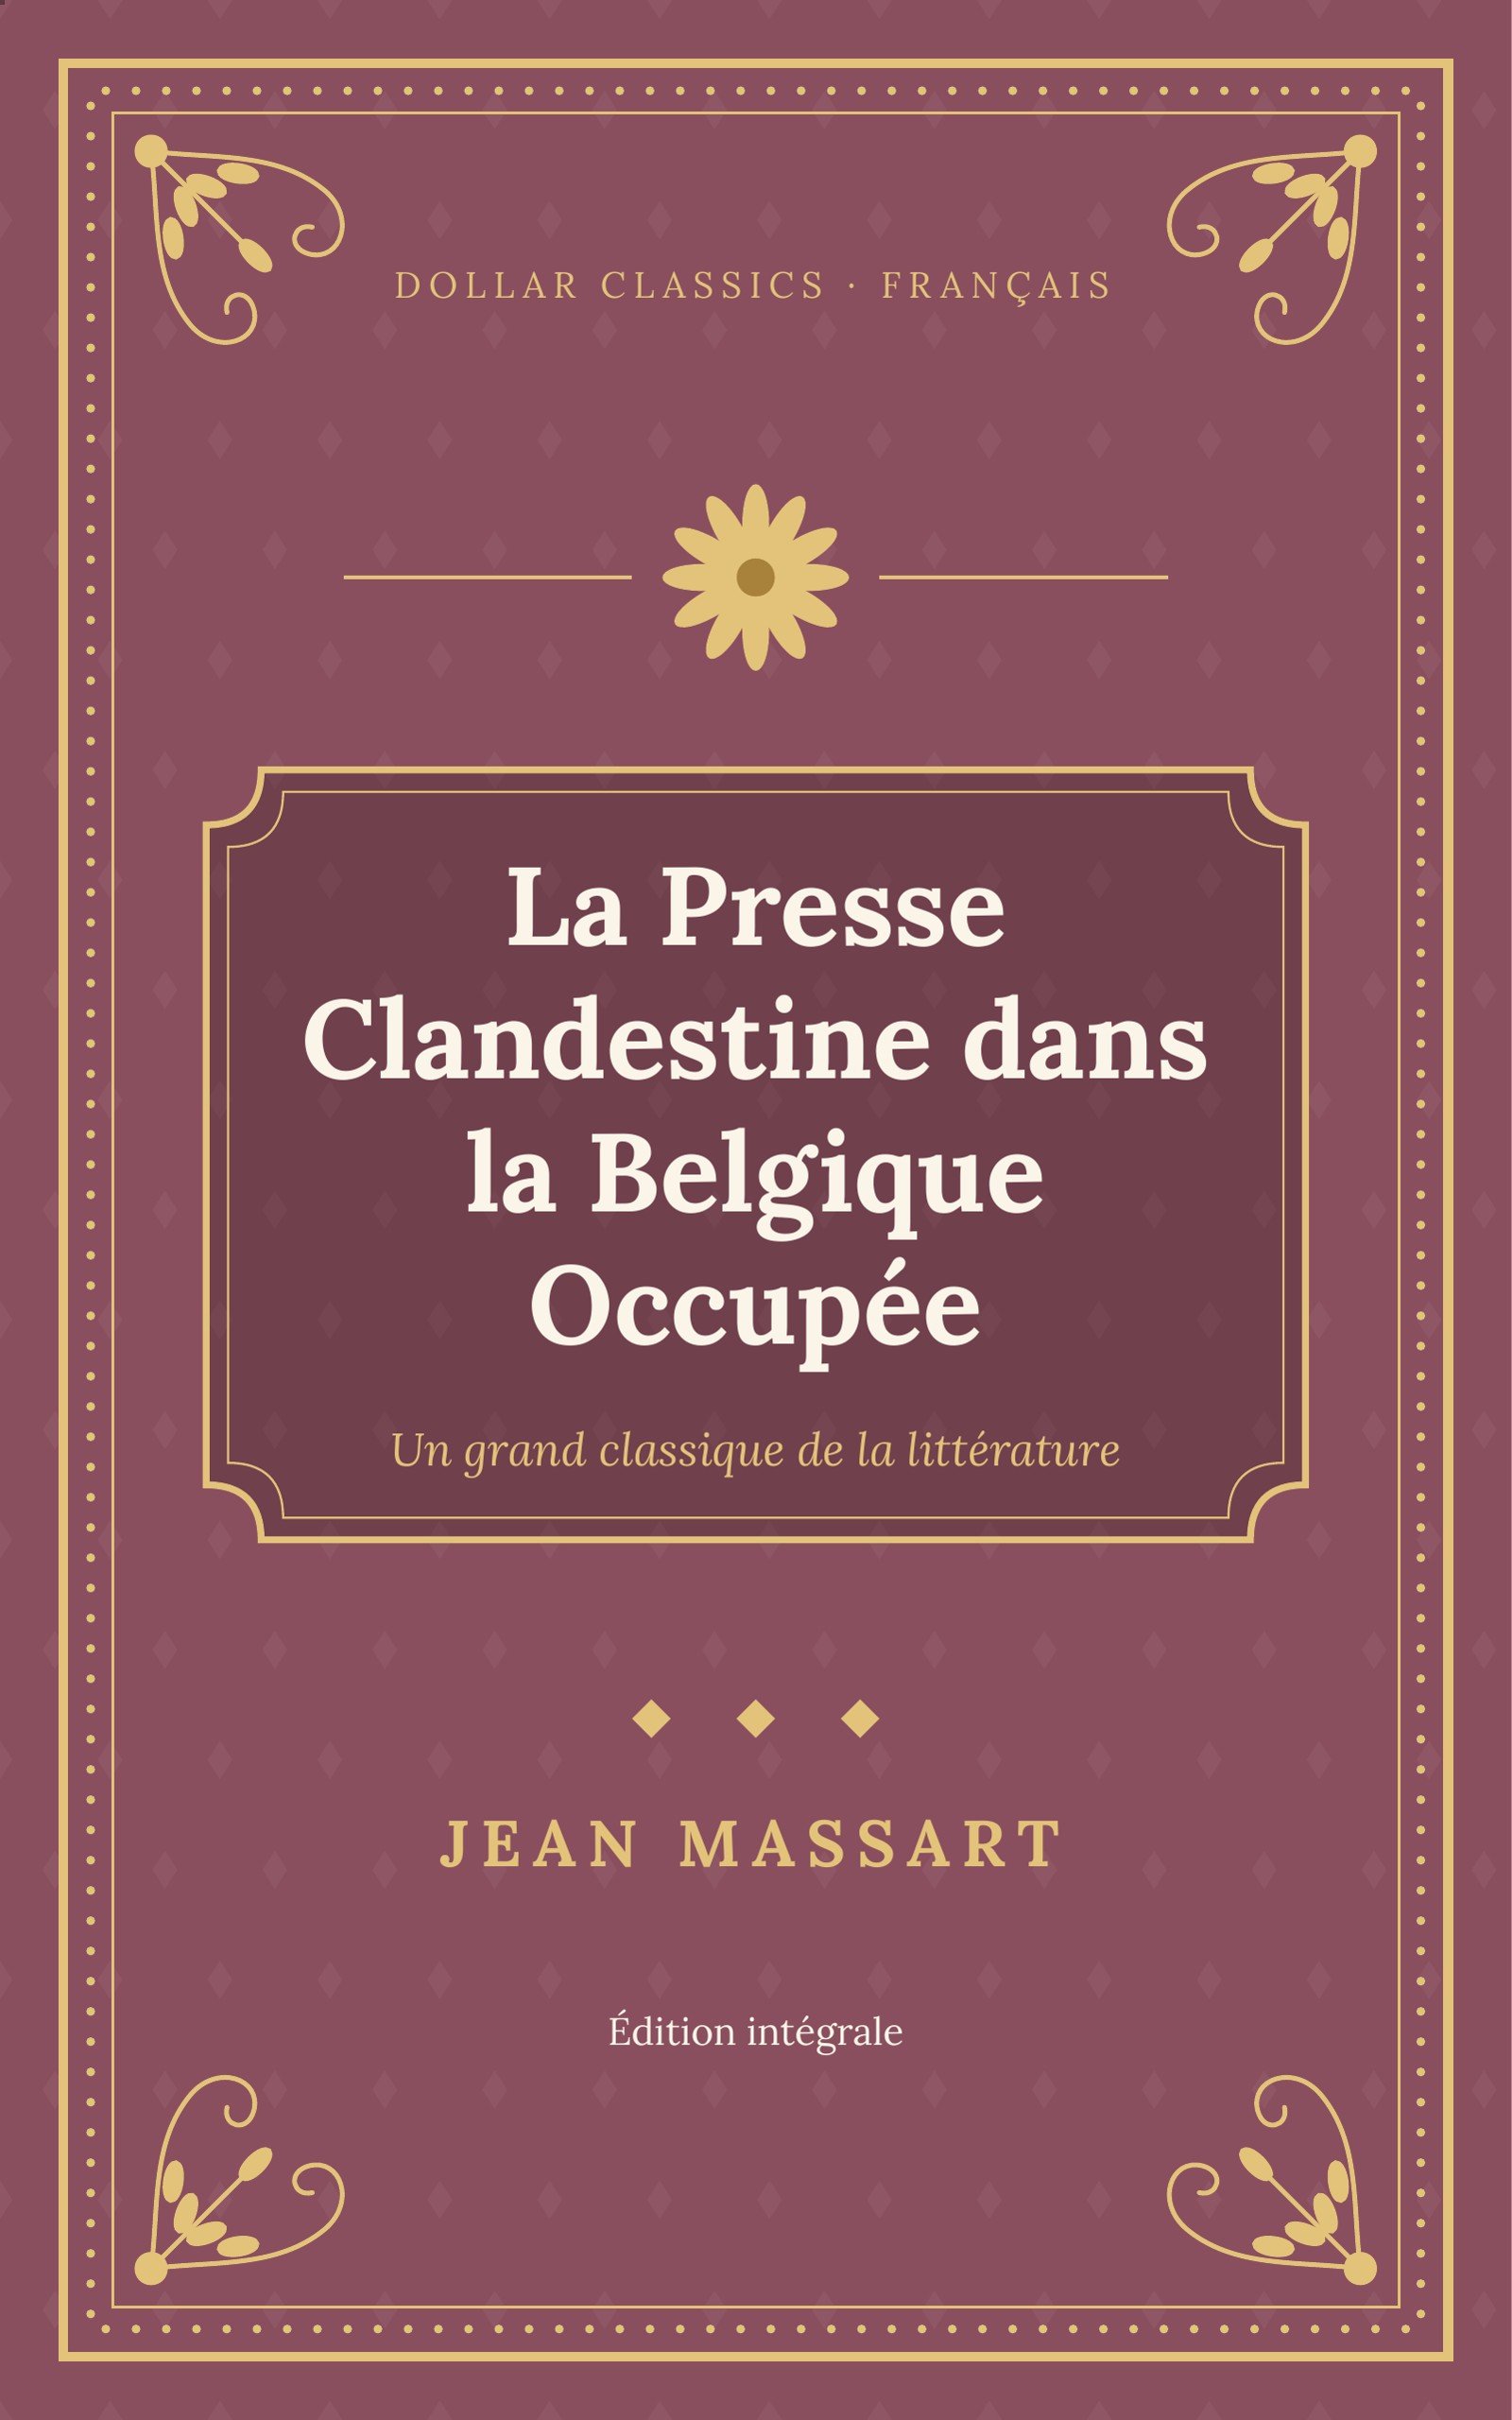 DOLLAR CLASSICS · FRANÇAIS
La Presse
Clandestine dans
la Belgique
Occupée
Un grand classique de la littérature
JEAN MASSART
Édition intégrale